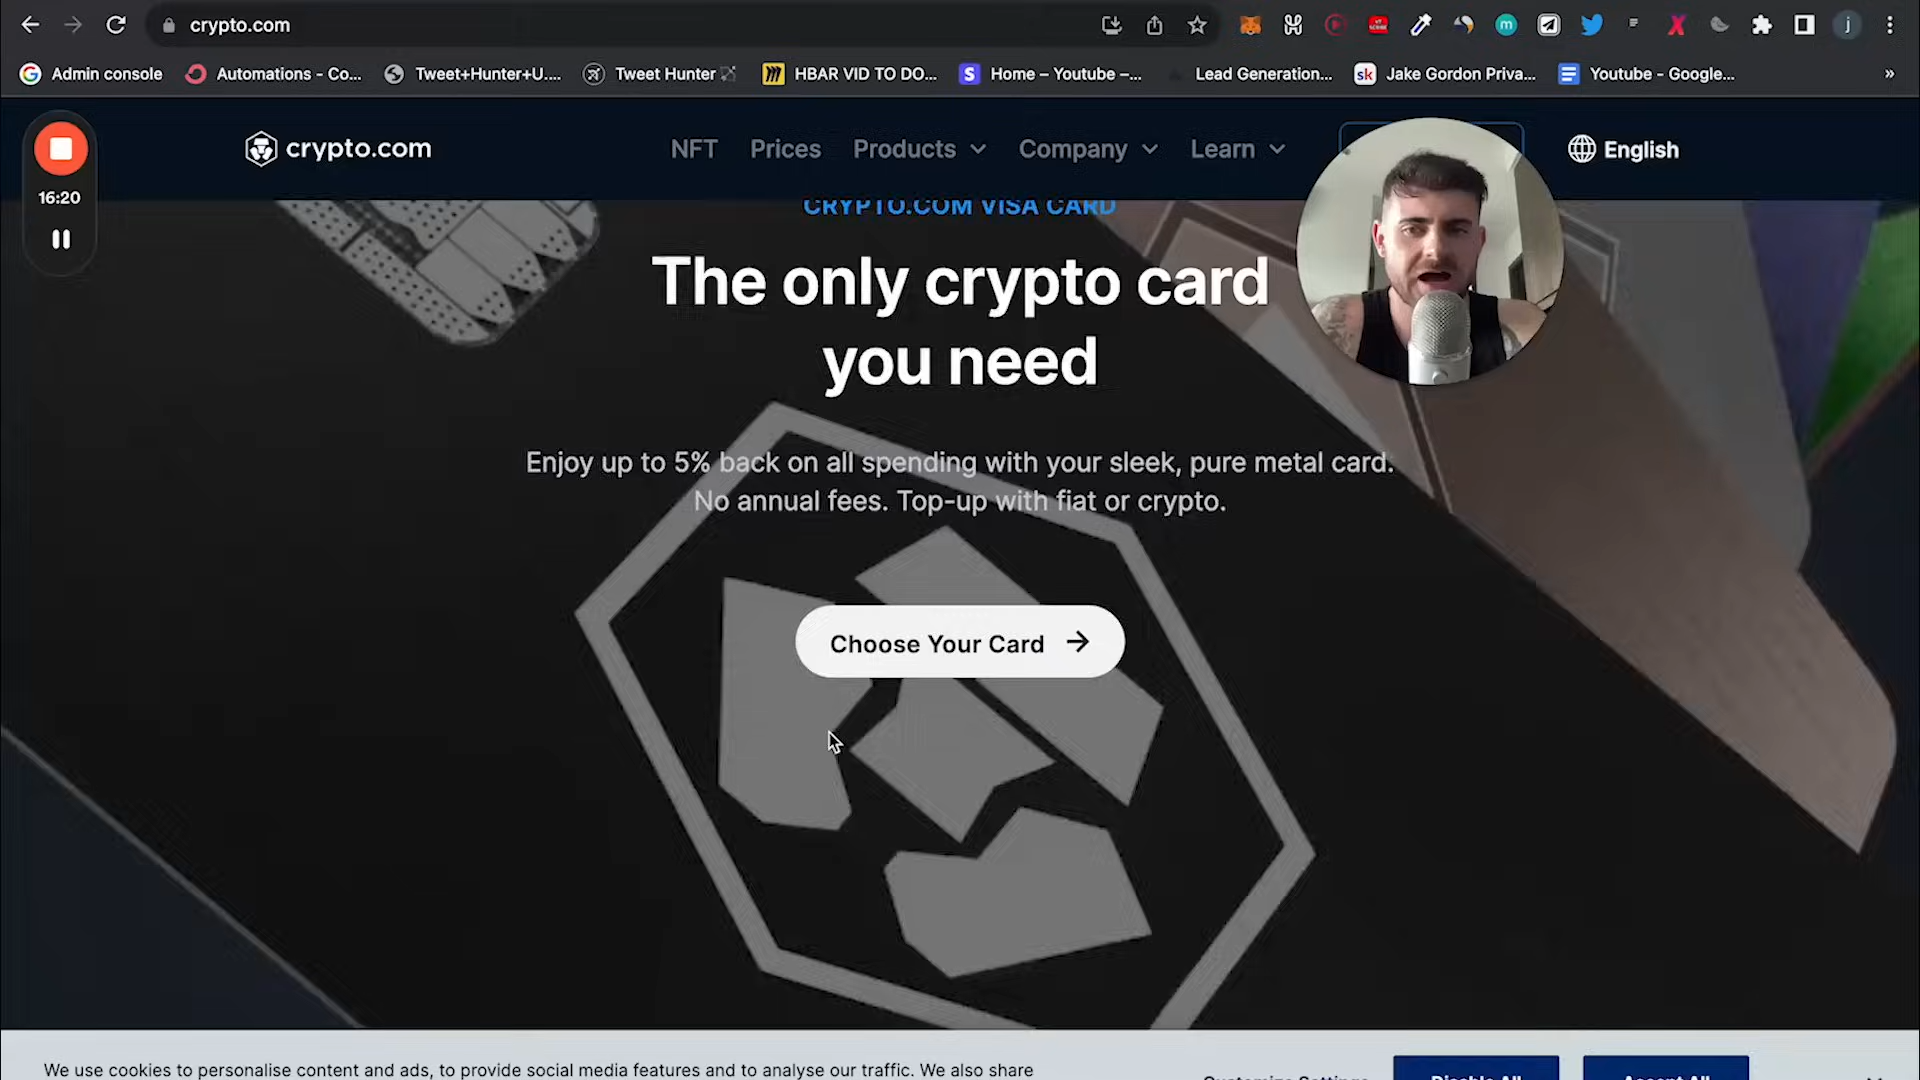 crypto.com
Admin console
Automations - Co...
Tweet+Hunter+U....
Tweet Hunter
HBAR VID TO DO...
Home – Youtube –...
Lead Generation...
Jake Gordon Priva...
Youtube - Google...
»
16:20
crypto.com
NFT
Prices
Products
Company
Learn
English
CRYPTO.COM VISA CARD
The only crypto card
you need
Enjoy up to 5% back on all spending with your sleek, pure metal card.
No annual fees. Top-up with fiat or crypto.
Choose Your Card →
We use cookies to personalise content and ads, to provide social media features and to analyse our traffic. We also share
Customize Settings
Disable All
Accept All